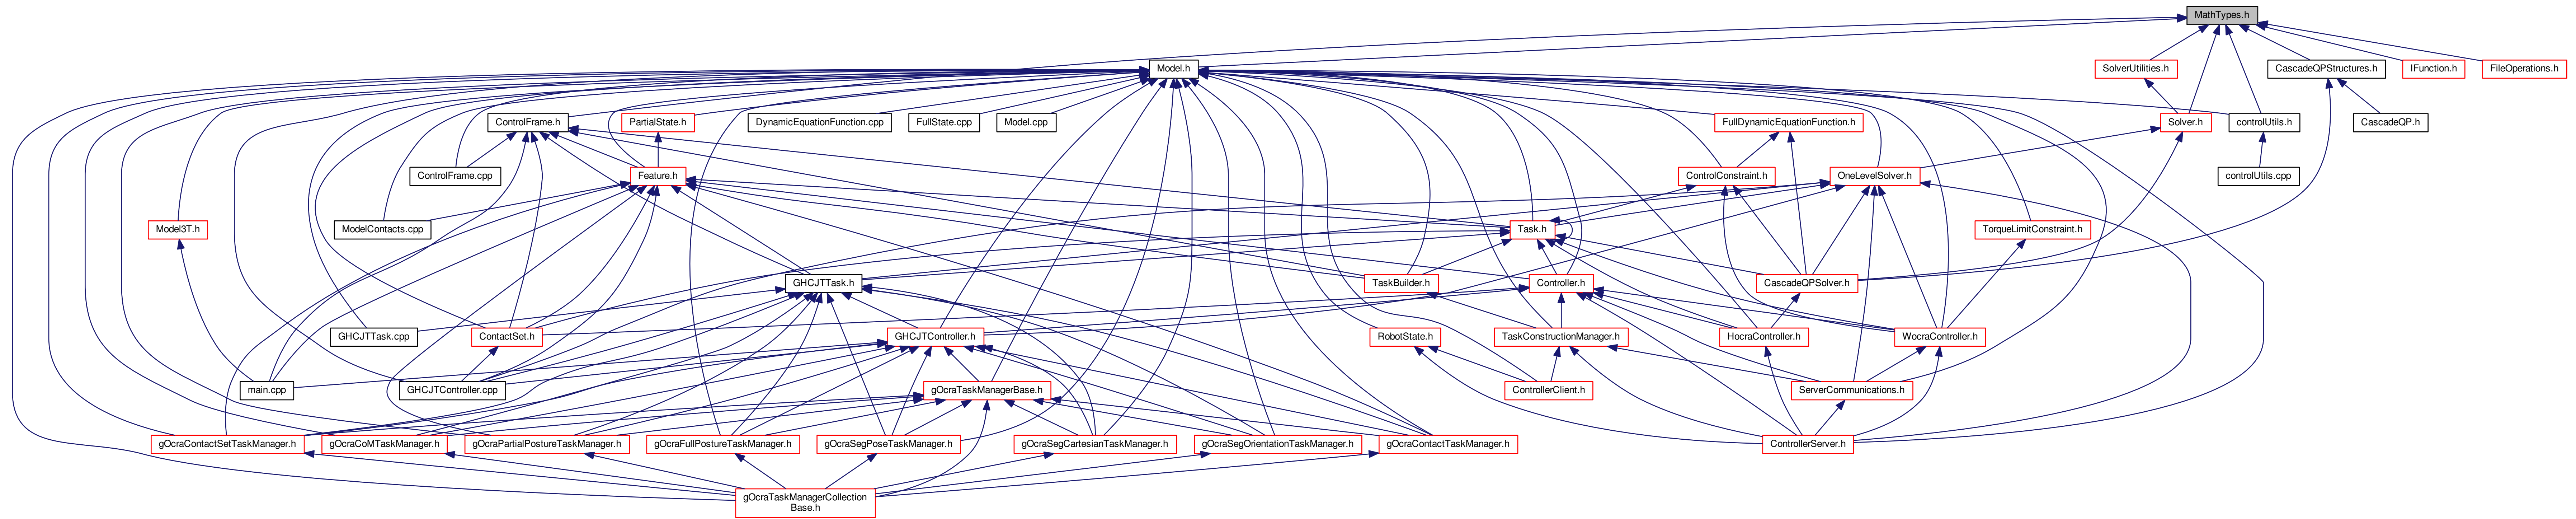 MathTypes.h
Model.h
SolverUtilities.h
CascadeQPStructures.h
IFunction.h
FileOperations.h
ControlFrame.h
PartialState.h
DynamicEquationFunction.cpp
FullState.cpp
Model.cpp
FullDynamicEquationFunction.h
Solver.h
controlUtils.h
CascadeQP.h
ControlFrame.cpp
Feature.h
ControlConstraint.h
OneLevelSolver.h
controlUtils.cpp
Model3T.h
ModelContacts.cpp
Task.h
TorqueLimitConstraint.h
GHCJTTask.h
TaskBuilder.h
Controller.h
CascadeQPSolver.h
GHCJTTask.cpp
ContactSet.h
GHCJTController.h
RobotState.h
TaskConstructionManager.h
HocraController.h
WocraController.h
main.cpp
GHCJTController.cpp
gOcraTaskManagerBase.h
ControllerClient.h
ServerCommunications.h
gOcraContactSetTaskManager.h
gOcraCoMTaskManager.h
gOcraPartialPostureTaskManager.h
gOcraFullPostureTaskManager.h
gOcraSegPoseTaskManager.h
gOcraSegCartesianTaskManager.h
gOcraSegOrientationTaskManager.h
gOcraContactTaskManager.h
ControllerServer.h
gOcraTaskManagerCollection
Base.h